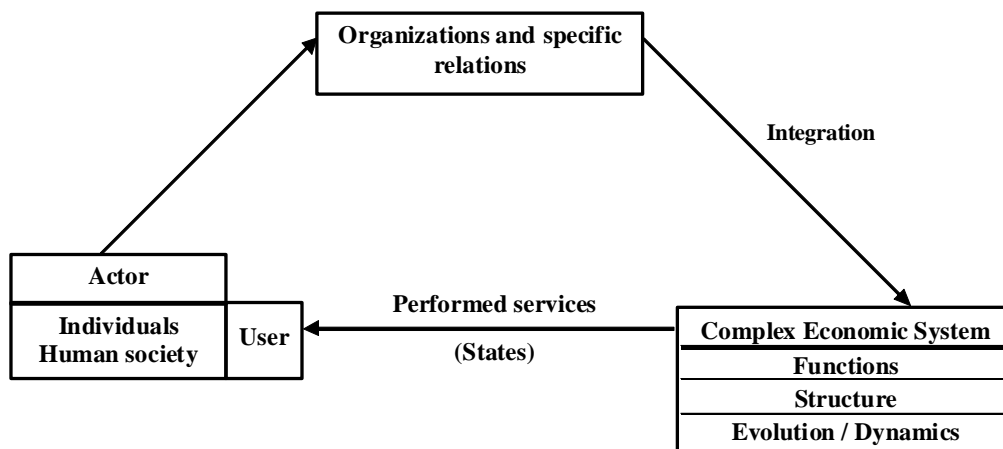 Organizations and specific
relations
Integration
Actor
Individuals
Human society
User
Performed services
(States)
Complex Economic System
Functions
Structure
Evolution / Dynamics